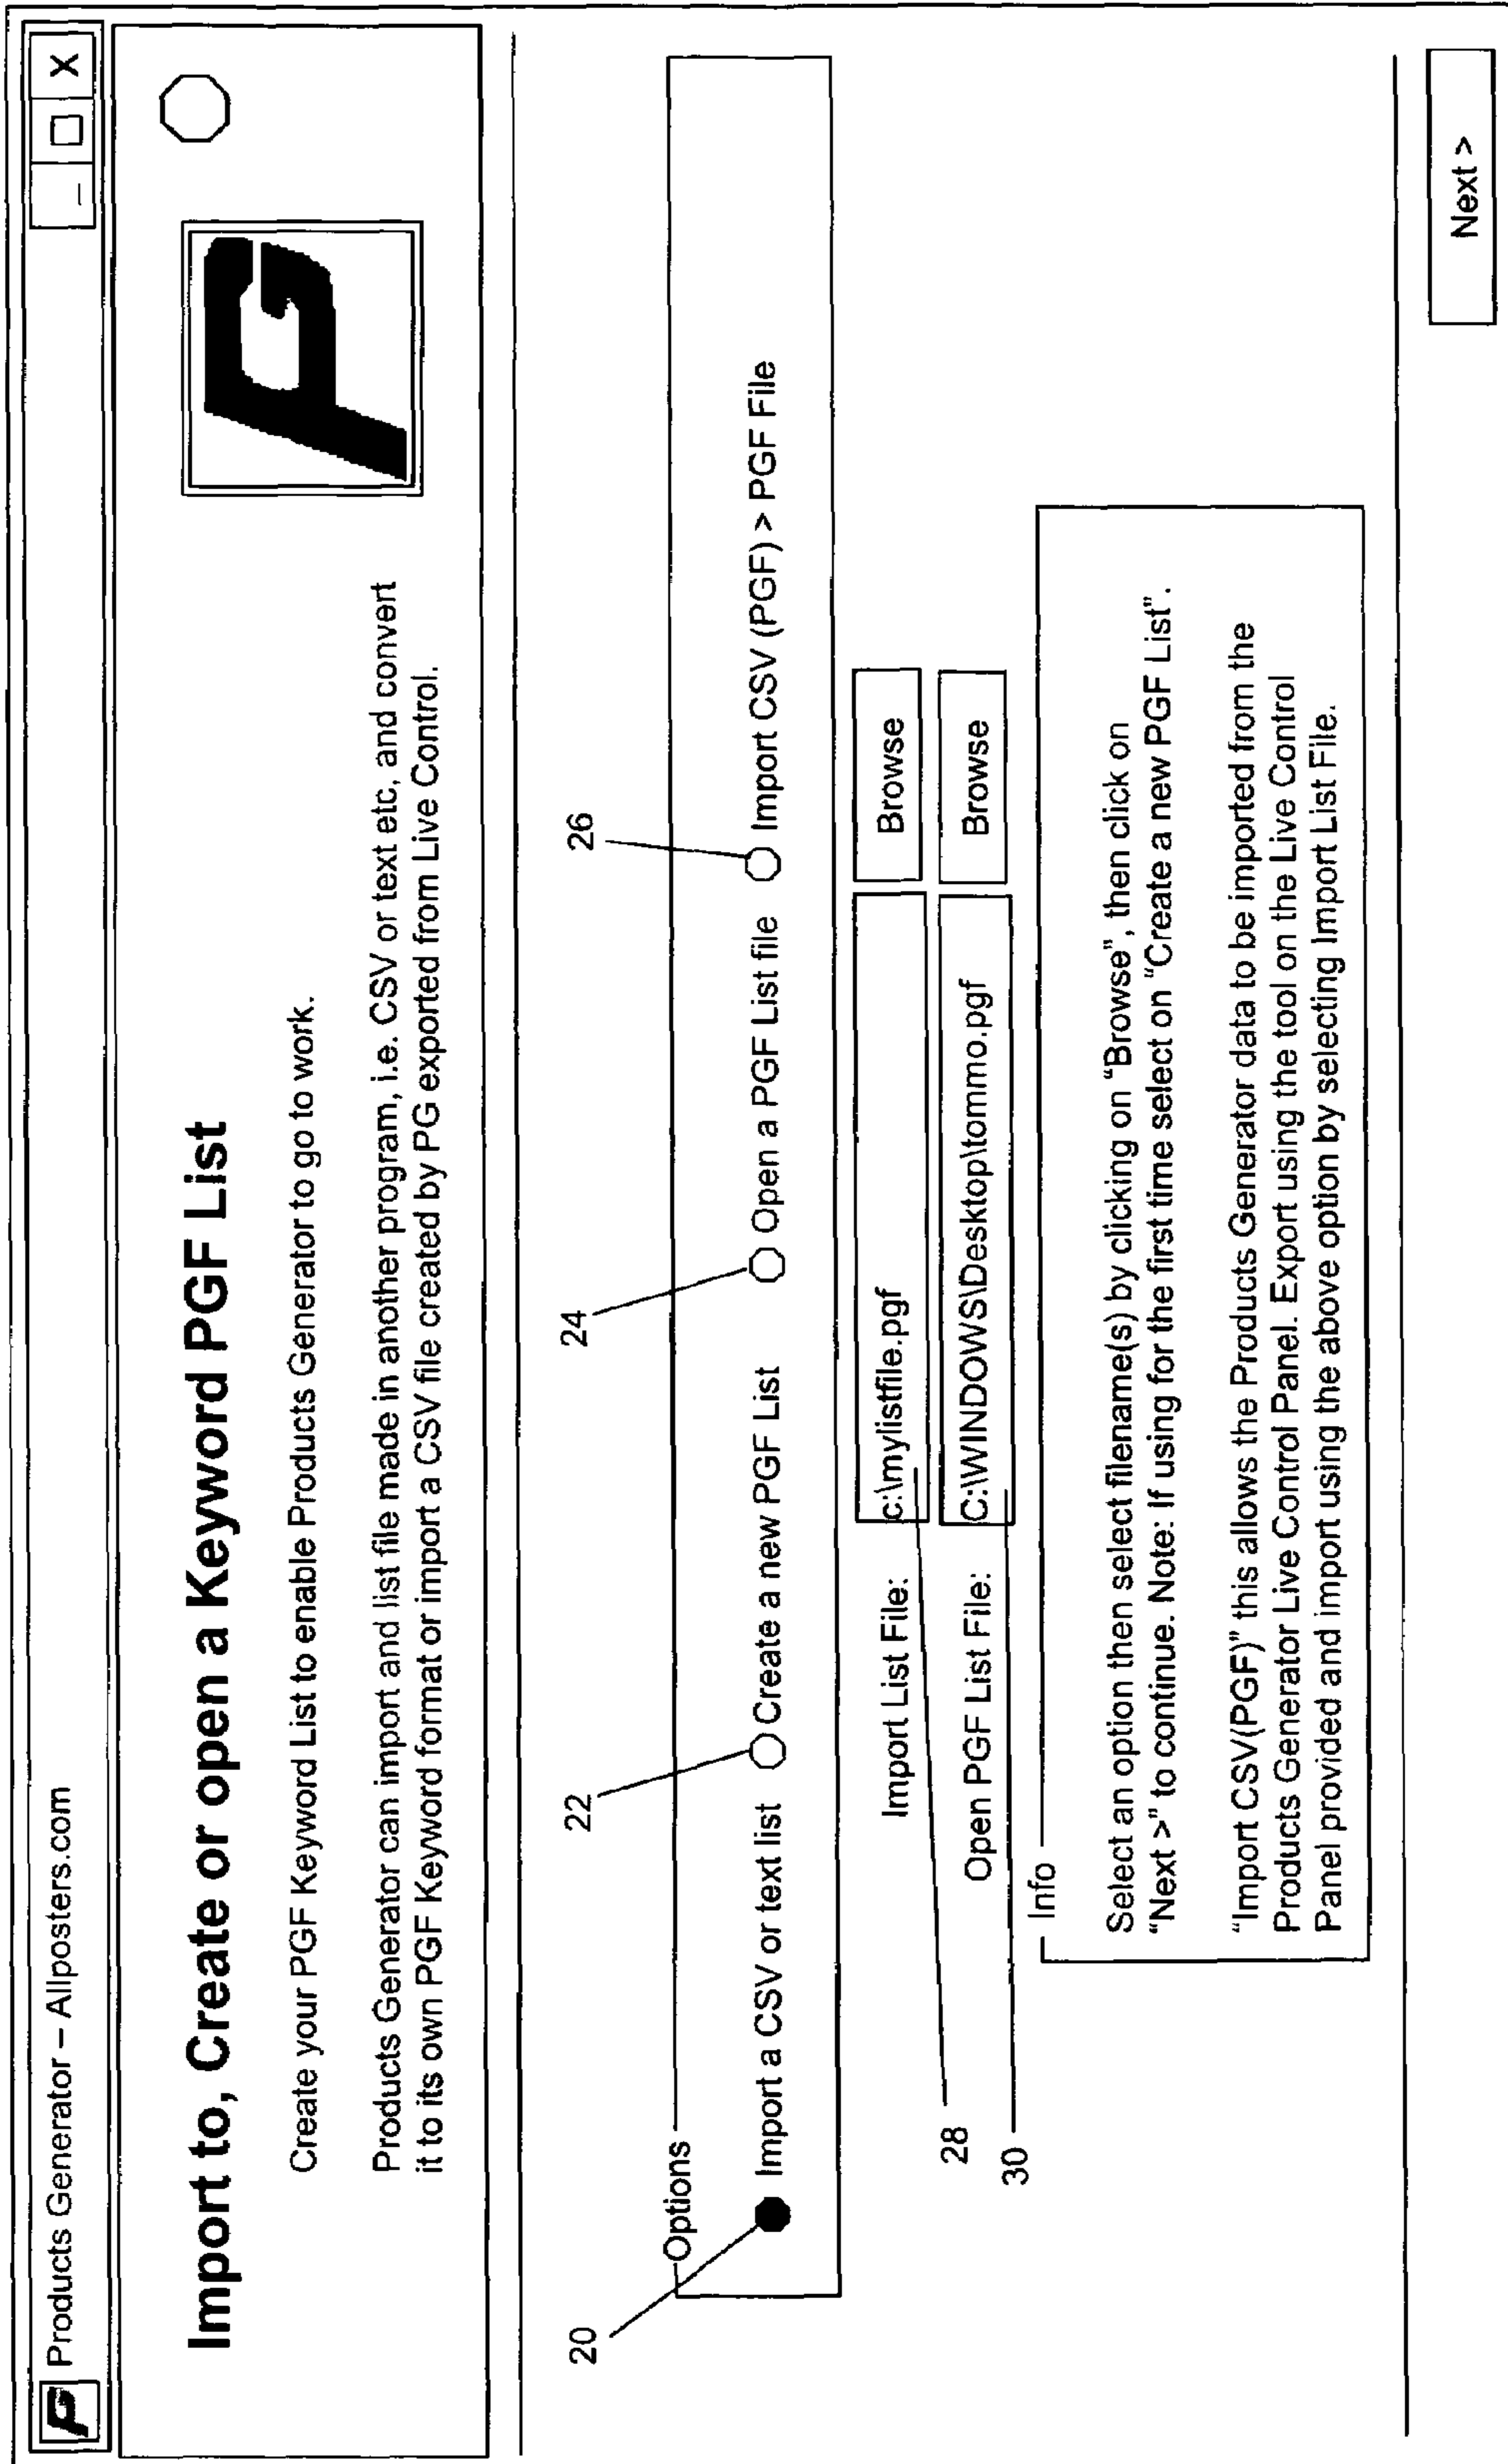 PG Products Generator – Allposters.com
_ □ X
Import to, Create or open a Keyword PGF List
Create your PGF Keyword List to enable Products Generator to go to work.
Products Generator can import and list file made in another program, i.e. CSV or text etc, and convert
it to its own PGF Keyword format or import a CSV file created by PG exported from Live Control.
PG
20
22
24
26
Options
Import a CSV or text list
Create a new PGF List
Open a PGF List file
Import CSV (PGF) > PGF File
Import List File: c:\mylistfile.pgf Browse
Open PGF List File: C:\WINDOWS\Desktop\tommo.pgf Browse
28
30
Info
Select an option then select filename(s) by clicking on "Browse", then click on
"Next >" to continue. Note: If using for the first time select on "Create a new PGF List".
"Import CSV(PGF)" this allows the Products Generator data to be imported from the
Products Generator Live Control Panel. Export using the tool on the Live Control
Panel provided and import using the above option by selecting Import List File.
Next >